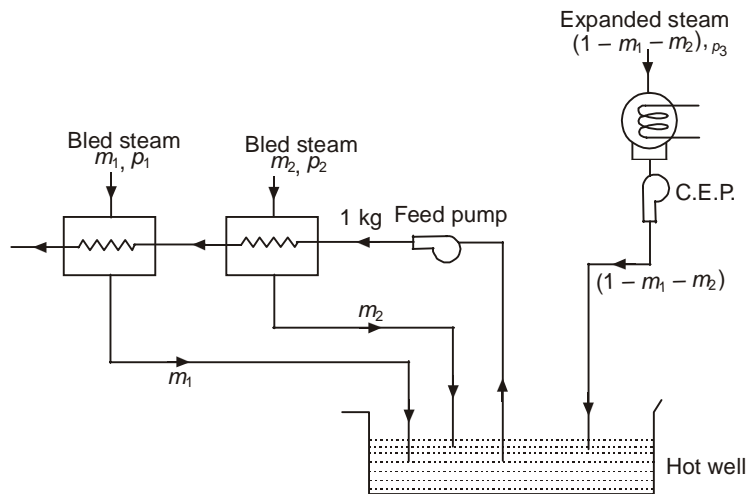 Expanded steam
(1 – m₁ – m₂), p₃
Bled steam
m₁, p₁
Bled steam
m₂, p₂
C.E.P.
1 kg
Feed pump
(1 – m₁ – m₂)
m₂
m₁
Hot well